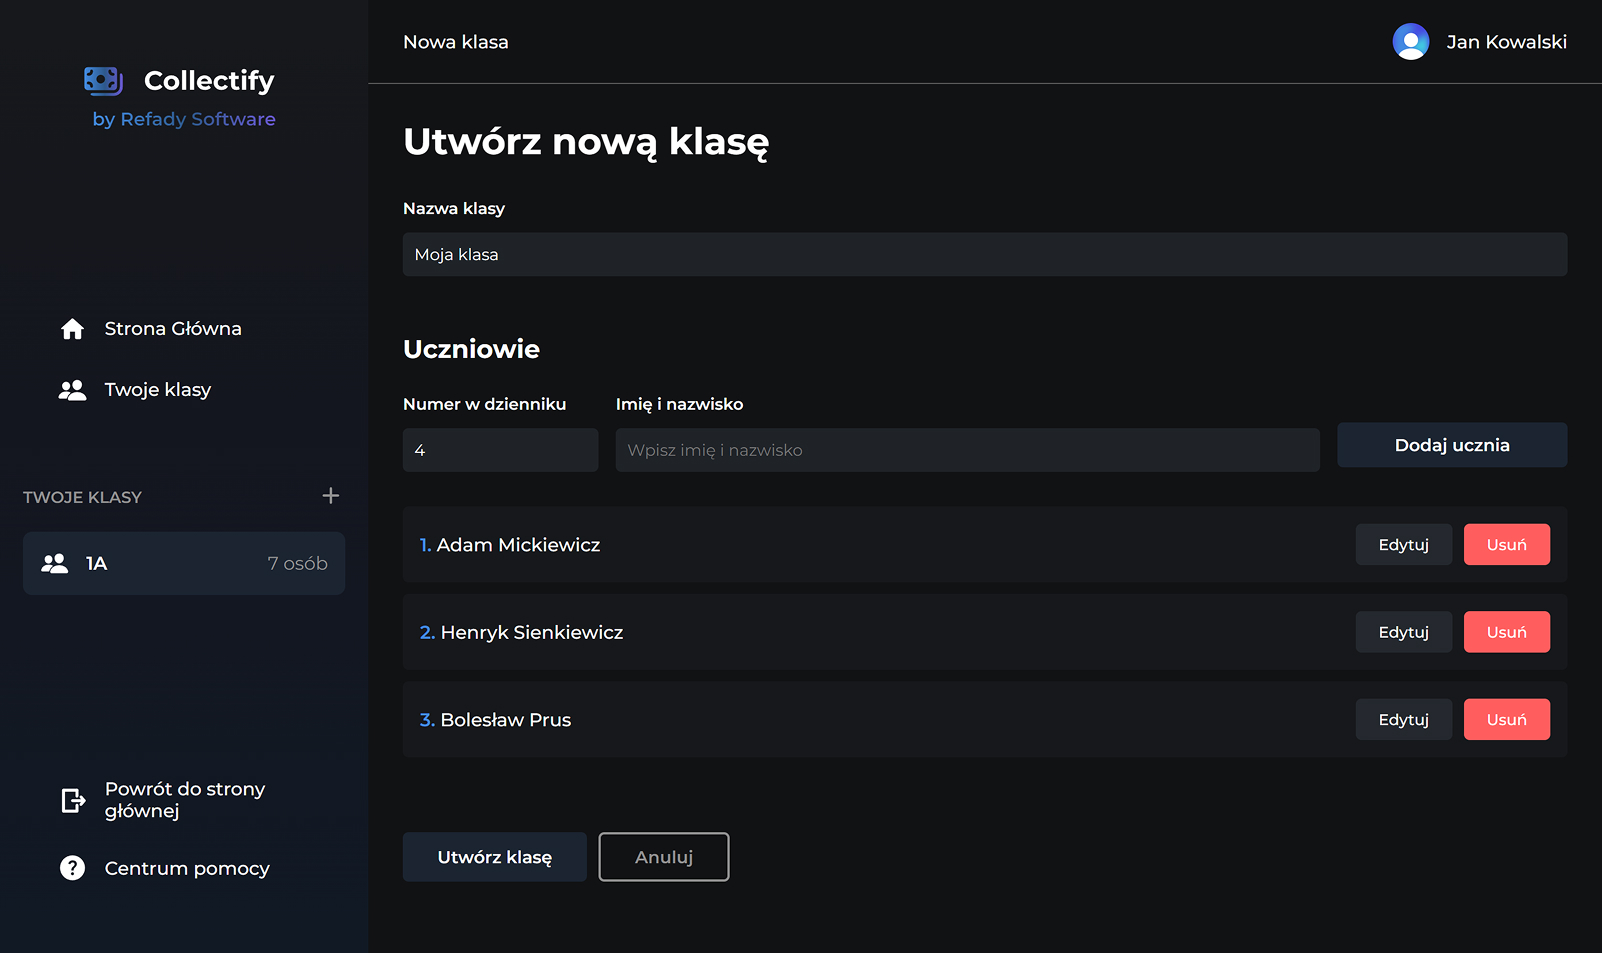 Collectify
by Refady Software
Strona Główna
Twoje klasy
TWOJE KLASY
1A
7 osób
Powrót do strony
głównej
Centrum pomocy
Nowa klasa
Jan Kowalski
Utwórz nową klasę
Nazwa klasy
Moja klasa
Uczniowie
Numer w dzienniku
Imię i nazwisko
4
Wpisz imię i nazwisko
Dodaj ucznia
1. Adam Mickiewicz
Edytuj
Usuń
2. Henryk Sienkiewicz
Edytuj
Usuń
3. Bolesław Prus
Edytuj
Usuń
Utwórz klasę
Anuluj